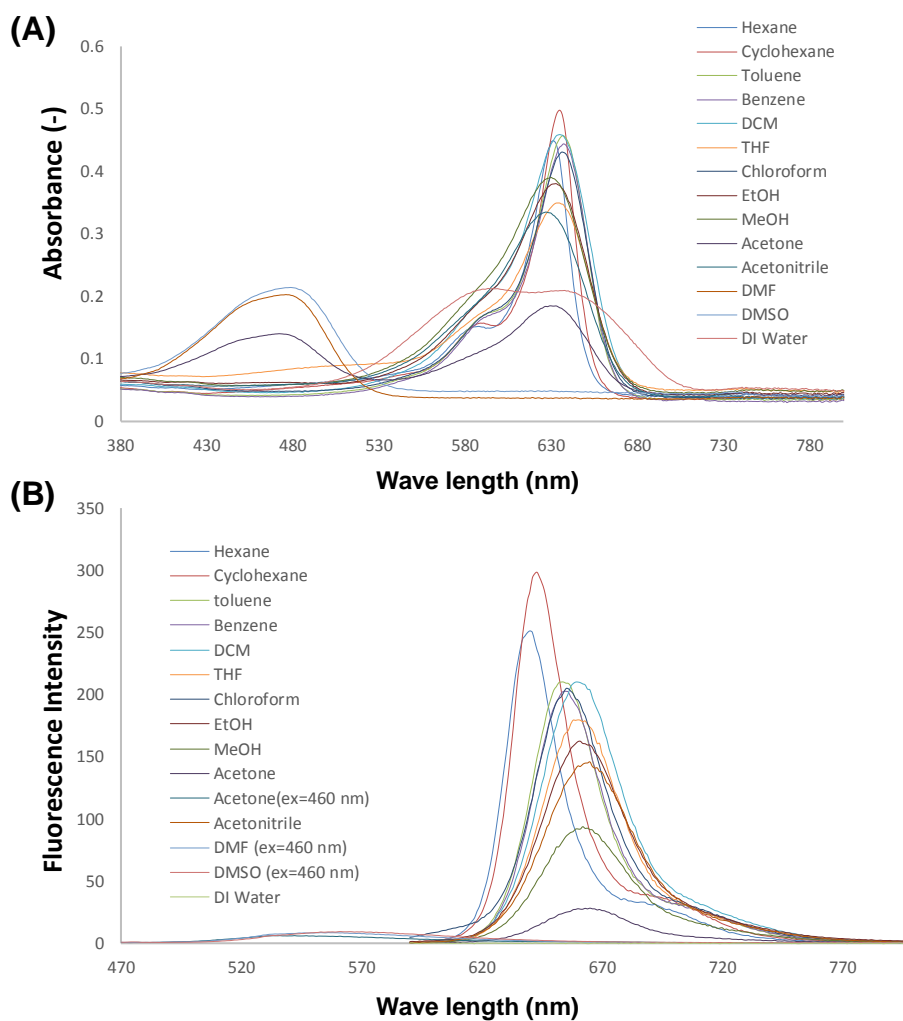 (A)
0.6
0.5
0.4
0.3
0.2
0.1
0
Absorbance (-)
380 430 480 530 580 630 680 730 780
Wave length (nm)
Hexane
Cyclohexane
Toluene
Benzene
DCM
THF
Chloroform
EtOH
MeOH
Acetone
Acetonitrile
DMF
DMSO
DI Water
(B)
350
300
250
200
150
100
50
0
Fluorescence Intensity
Hexane
Cyclohexane
toluene
Benzene
DCM
THF
Chloroform
EtOH
MeOH
Acetone
Acetone(ex=460 nm)
Acetonitrile
DMF (ex=460 nm)
DMSO (ex=460 nm)
DI Water
470 520 570 620 670 720 770
Wave length (nm)